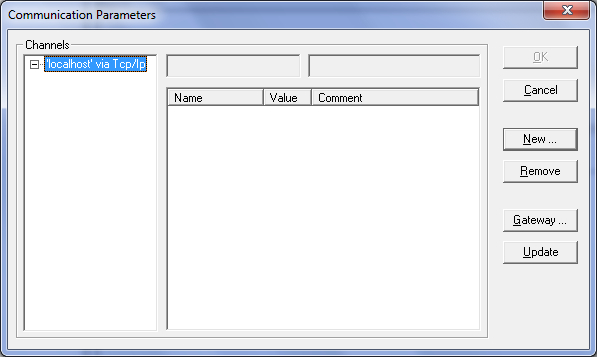 Communication Parameters
Channels
'localhost' via Tcp/Ip
Name Value Comment
OK
Cancel
New ...
Remove
Gateway ...
Update